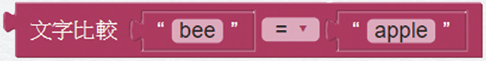 文字比較 “ bee ” = “ apple ”